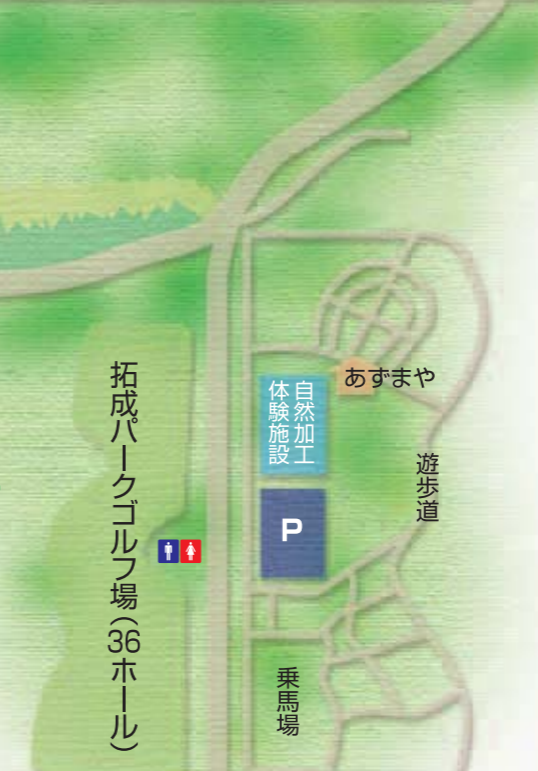 あずまや
自然加工
体験施設
遊歩道
P
拓成パークゴルフ場（36ホール）
乗馬場